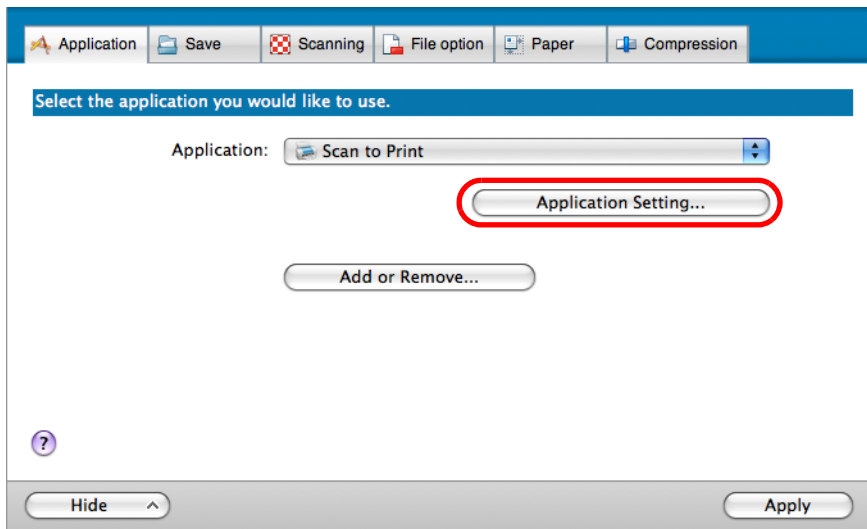 Application Save Scanning File option Paper Compression
Select the application you would like to use.
Application: Scan to Print
Application Setting...
Add or Remove...
?
Hide Apply